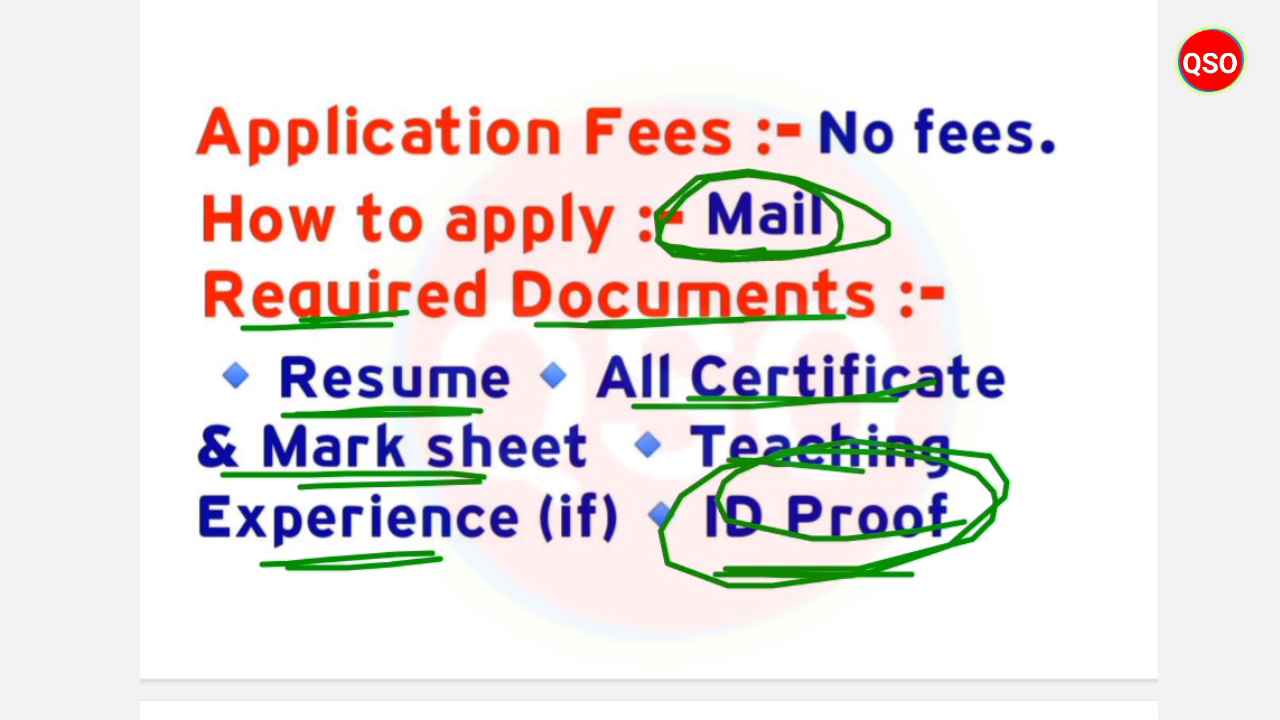 QSO
Application Fees :- No fees.
How to apply :- Mail
Required Documents :-
🔹 Resume 🔹 All Certificate
& Mark sheet 🔹 Teaching
Experience (if) 🔹 ID Proof
QSO